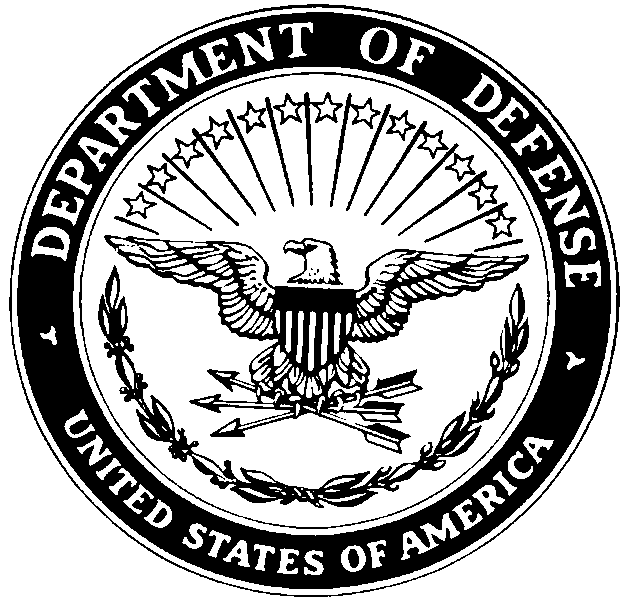 DEPARTMENT OF DEFENSE
UNITED STATES OF AMERICA